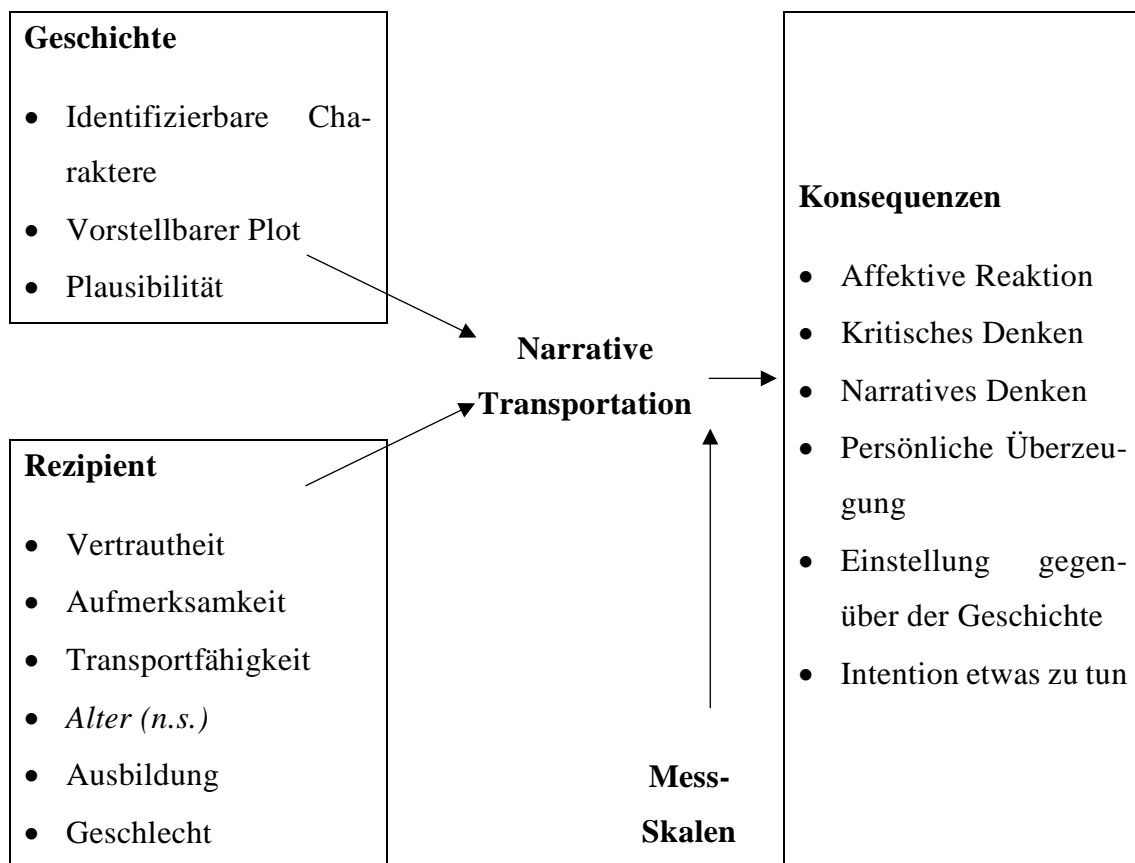 Geschichte
• Identifizierbare Cha-
raktere
• Vorstellbarer Plot
• Plausibilität
Rezipient
• Vertrautheit
• Aufmerksamkeit
• Transportfähigkeit
• Alter (n.s.)
• Ausbildung
• Geschlecht
Narrative
Transportation
Mess-
Skalen
Konsequenzen
• Affektive Reaktion
• Kritisches Denken
• Narratives Denken
• Persönliche Überzeu-
gung
• Einstellung gegen-
über der Geschichte
• Intention etwas zu tun